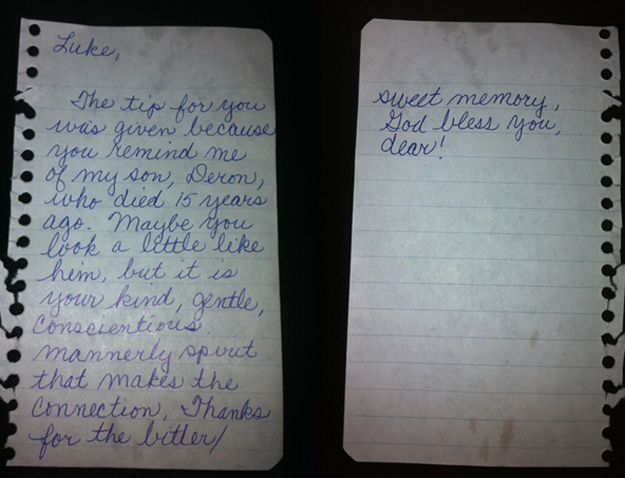 Luke,
The tip for you
was given because
you remind me
of my son, Deron,
who died 15 years
ago. Maybe you
look a little like
him, but it is
your kind, gentle,
conscientious
mannerly spirit
that makes the
connection, Thanks
for the bitter/
sweet memory,
God bless you,
dear!